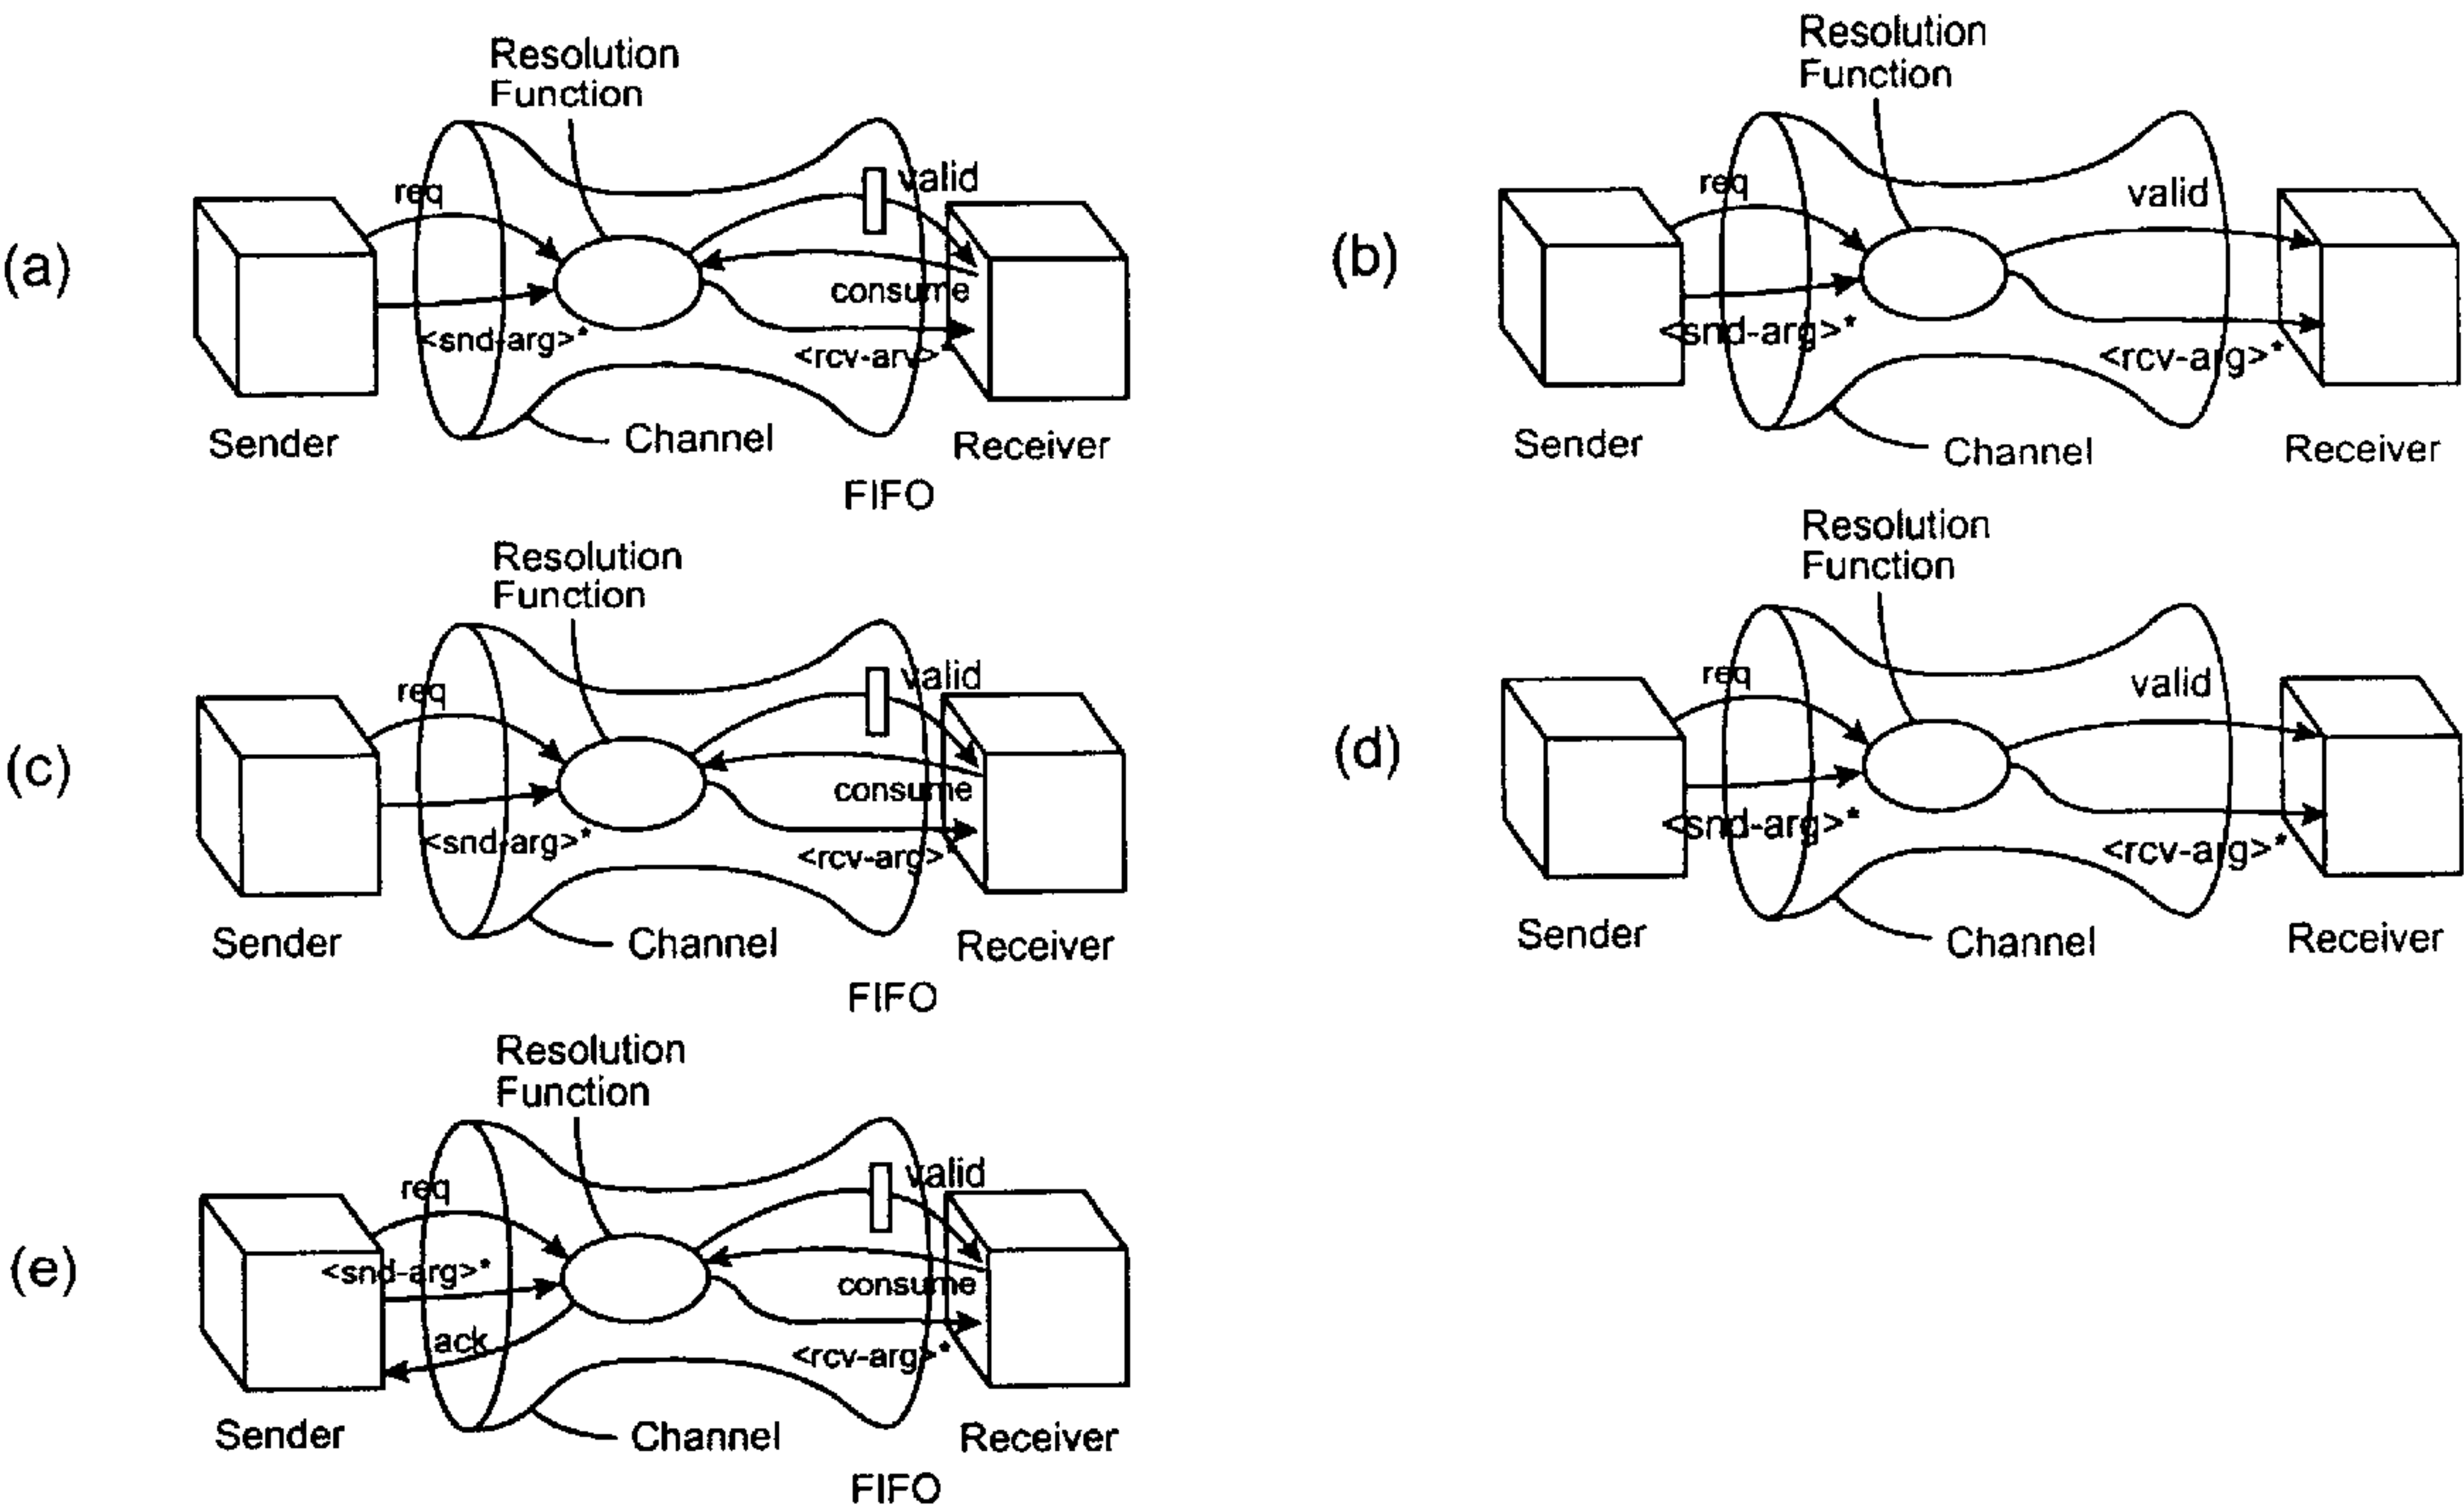 (a)
Resolution
Function
req
valid
consume
<snd-arg>*
<rcv-arv>
Sender
Channel
Receiver
FIFO
(b)
Resolution
Function
req
valid
<snd-arg>*
<rcv-arg>*
Sender
Channel
Receiver
(c)
Resolution
Function
req
valid
consume
<snd-arg>*
<rcv-arg>*
Sender
Channel
Receiver
FIFO
(d)
Resolution
Function
req
valid
<snd-arg>*
<rcv-arg>*
Sender
Channel
Receiver
(e)
Resolution
Function
req
valid
<snd-arg>*
consume
ack
<rcv-arg>*
Sender
Channel
Receiver
FIFO